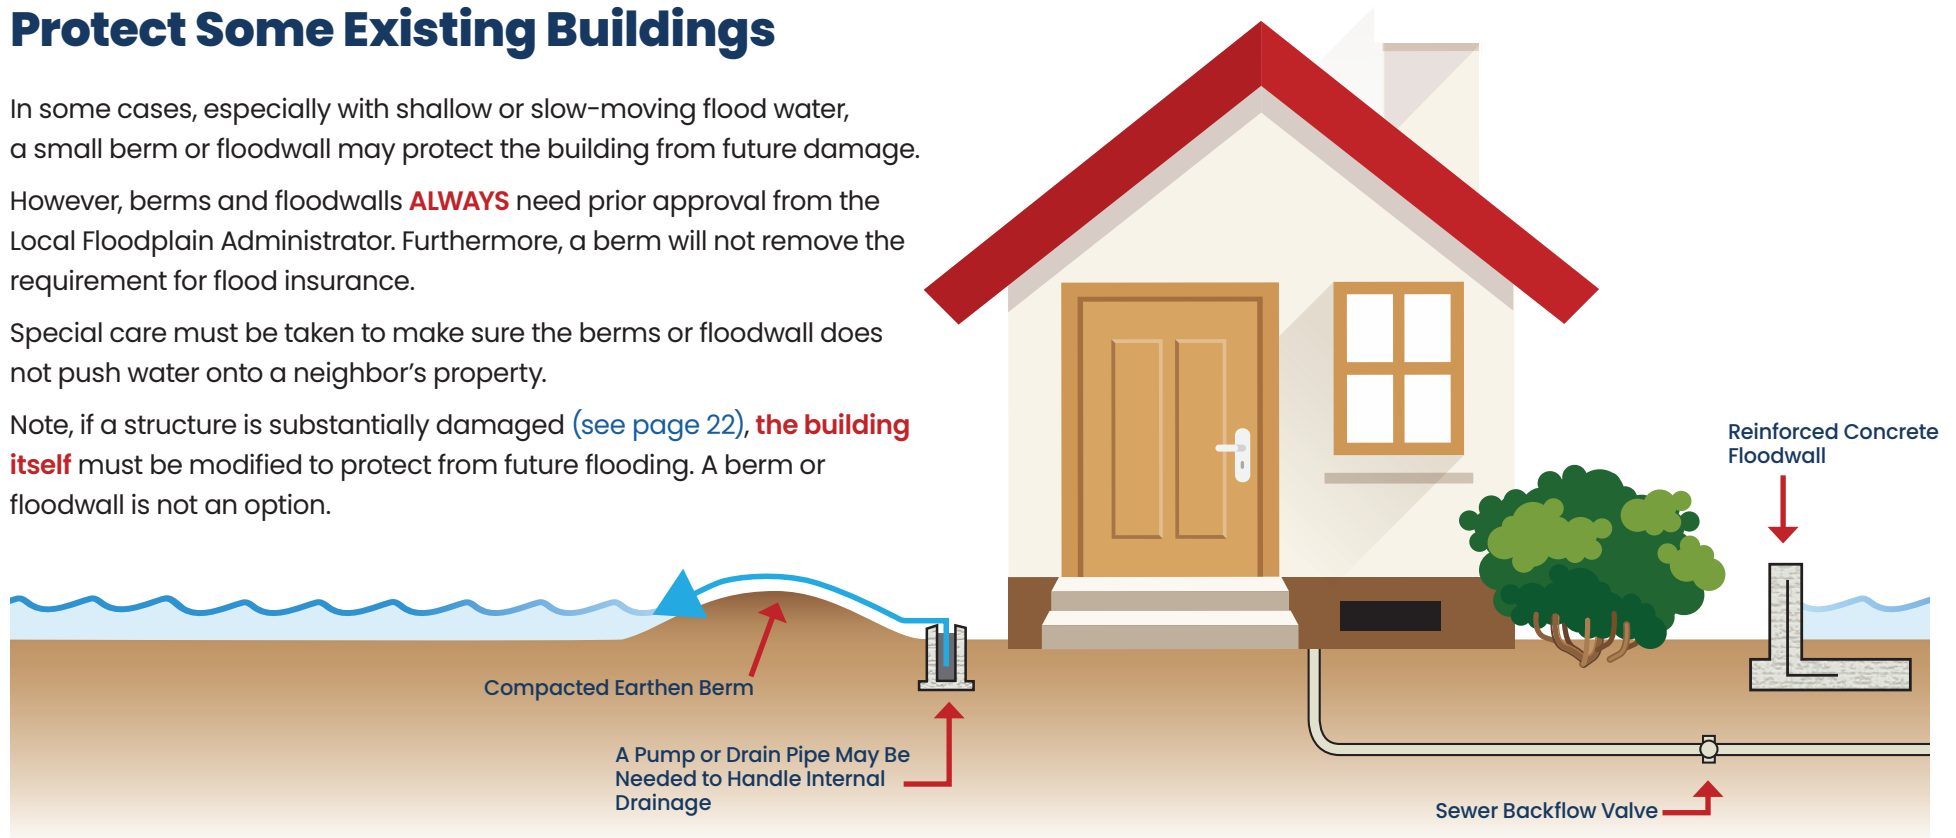 Protect Some Existing Buildings
In some cases, especially with shallow or slow-moving flood water,
a small berm or floodwall may protect the building from future damage.
However, berms and floodwalls ALWAYS need prior approval from the
Local Floodplain Administrator. Furthermore, a berm will not remove the
requirement for flood insurance.
Special care must be taken to make sure the berms or floodwall does
not push water onto a neighbor’s property.
Note, if a structure is substantially damaged (see page 22), the building
itself must be modified to protect from future flooding. A berm or
floodwall is not an option.
Reinforced Concrete
Floodwall
Compacted Earthen Berm
A Pump or Drain Pipe May Be
Needed to Handle Internal
Drainage
Sewer Backflow Valve